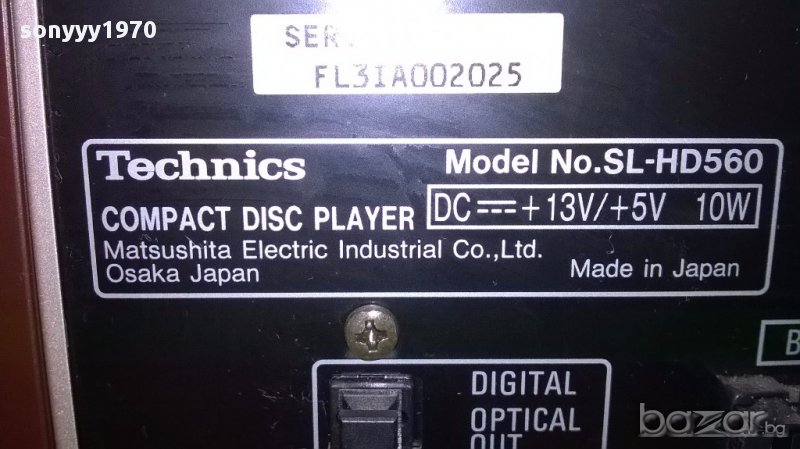 sonyyy1970
SER.
FL3IA002025
Technics Model No.SL-HD560
COMPACT DISC PLAYER DC +13V/+5V 10W
Matsushita Electric Industrial Co.,Ltd.
Osaka Japan Made in Japan
B
DIGITAL
OPTICAL
OUT
bazar.bg